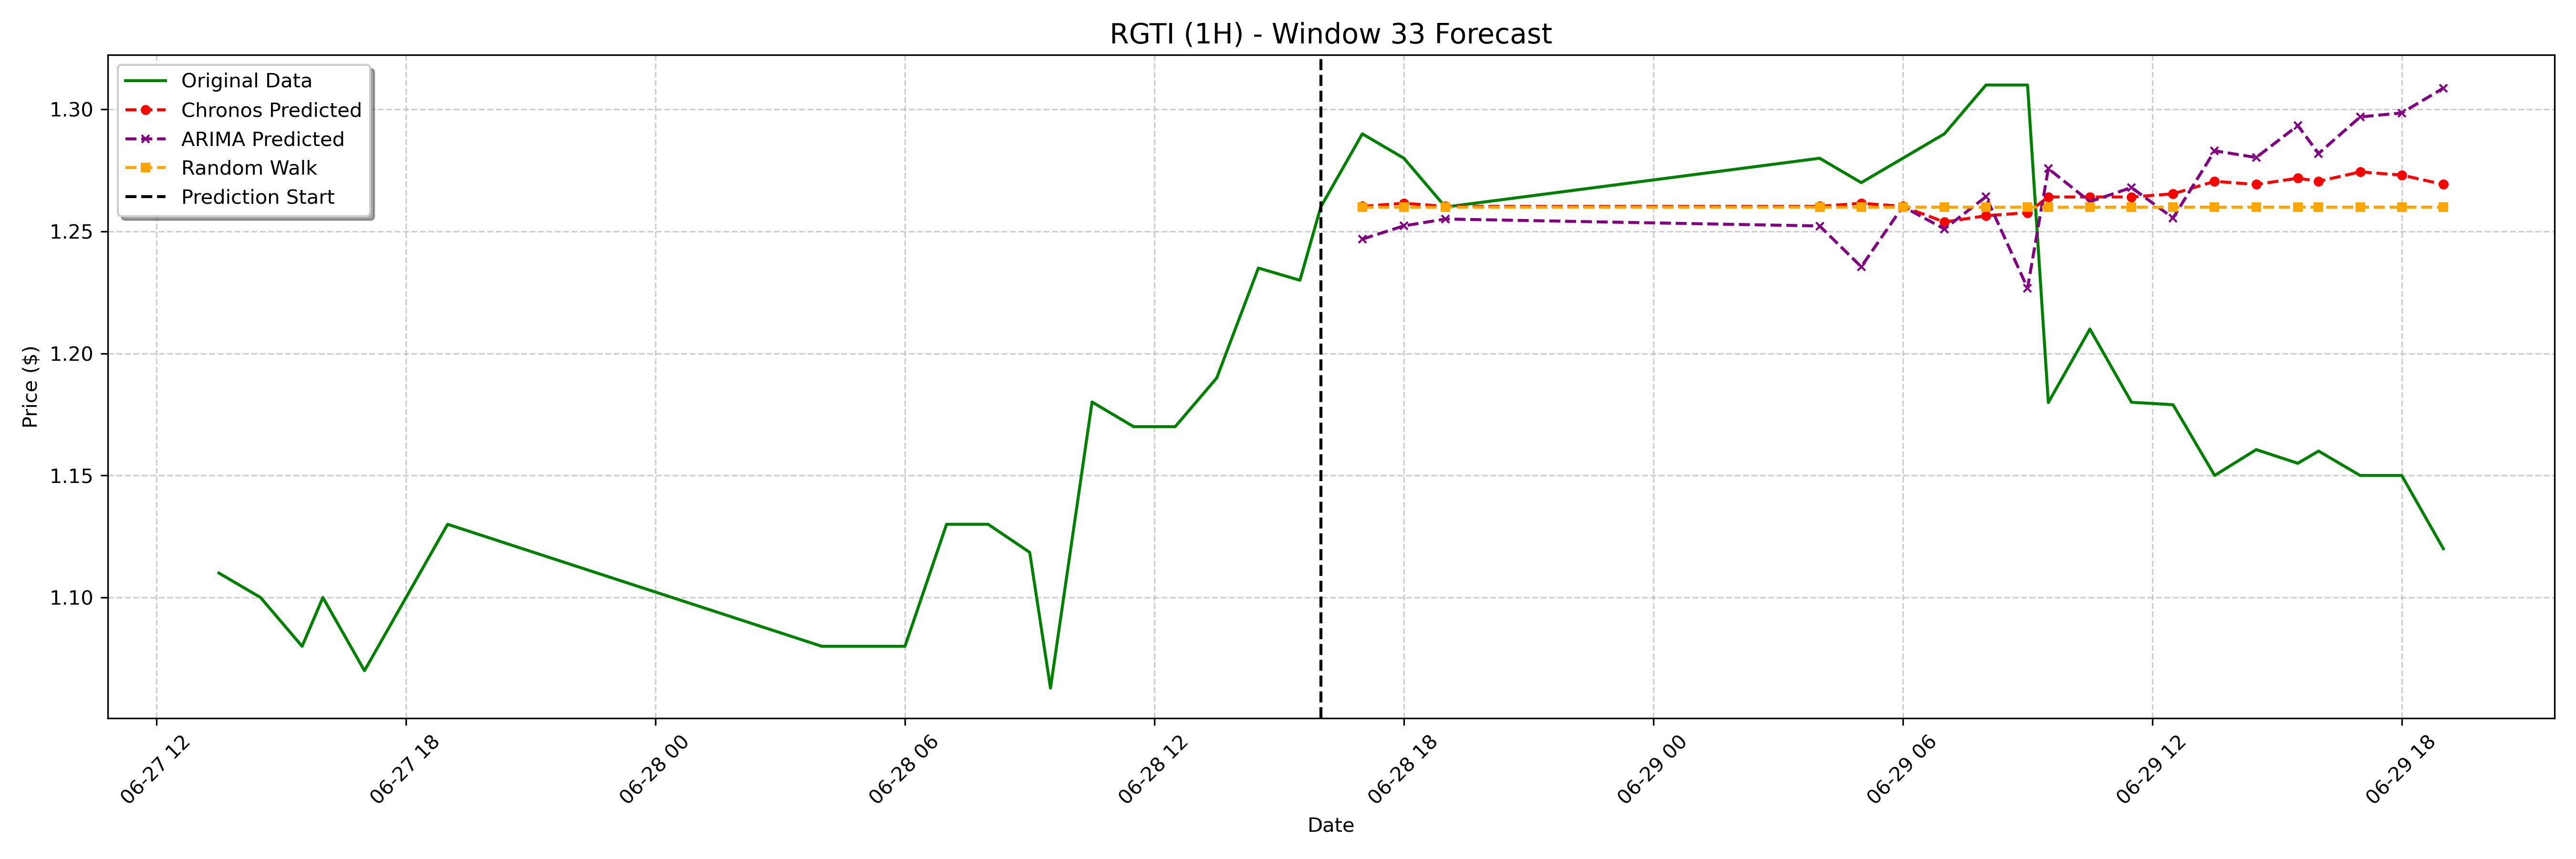 RGTI (1H) - Window 33 Forecast
Original Data
Chronos Predicted
ARIMA Predicted
Random Walk
Prediction Start
Price ($)
1.30
1.25
1.20
1.15
1.10
06-27 12
06-27 18
06-28 00
06-28 06
06-28 12
06-28 18
06-29 00
06-29 06
06-29 12
06-29 18
Date